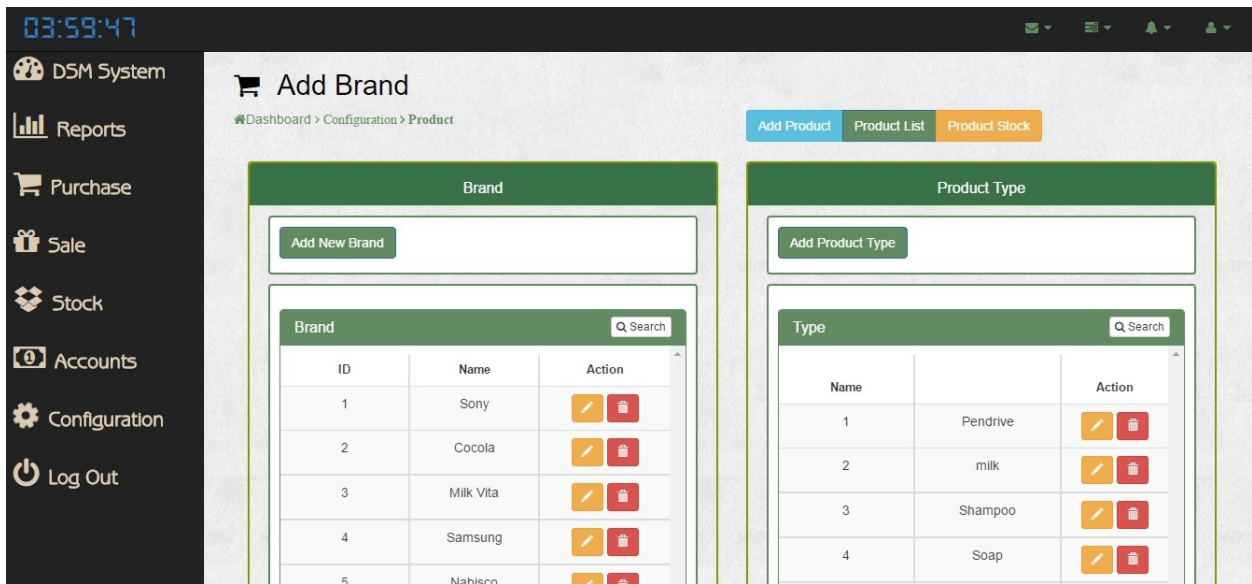 03:59:47
DSM System
Reports
Purchase
Sale
Stock
Accounts
Configuration
Log Out
Add Brand
Dashboard > Configuration > Product
Add Product Product List Product Stock
Brand
Add New Brand
Brand Search
ID Name Action
1 Sony
2 Cocola
3 Milk Vita
4 Samsung
5 Nabisco
Product Type
Add Product Type
Type Search
Name Action
1 Pendrive
2 milk
3 Shampoo
4 Soap